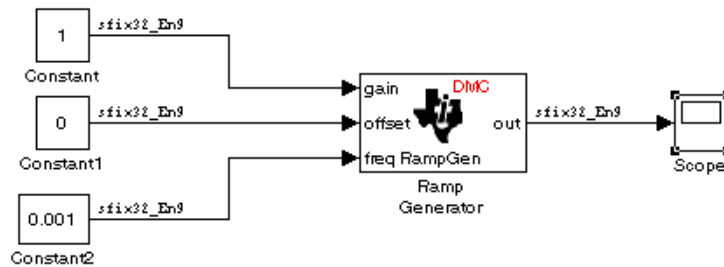 sfix32_En9
1
Constant
sfix32_En9
0
Constant1
sfix32_En9
0.001
Constant2
gain
DMC
offset
out
freq RampGen
Ramp
Generator
sfix32_En9
Scope